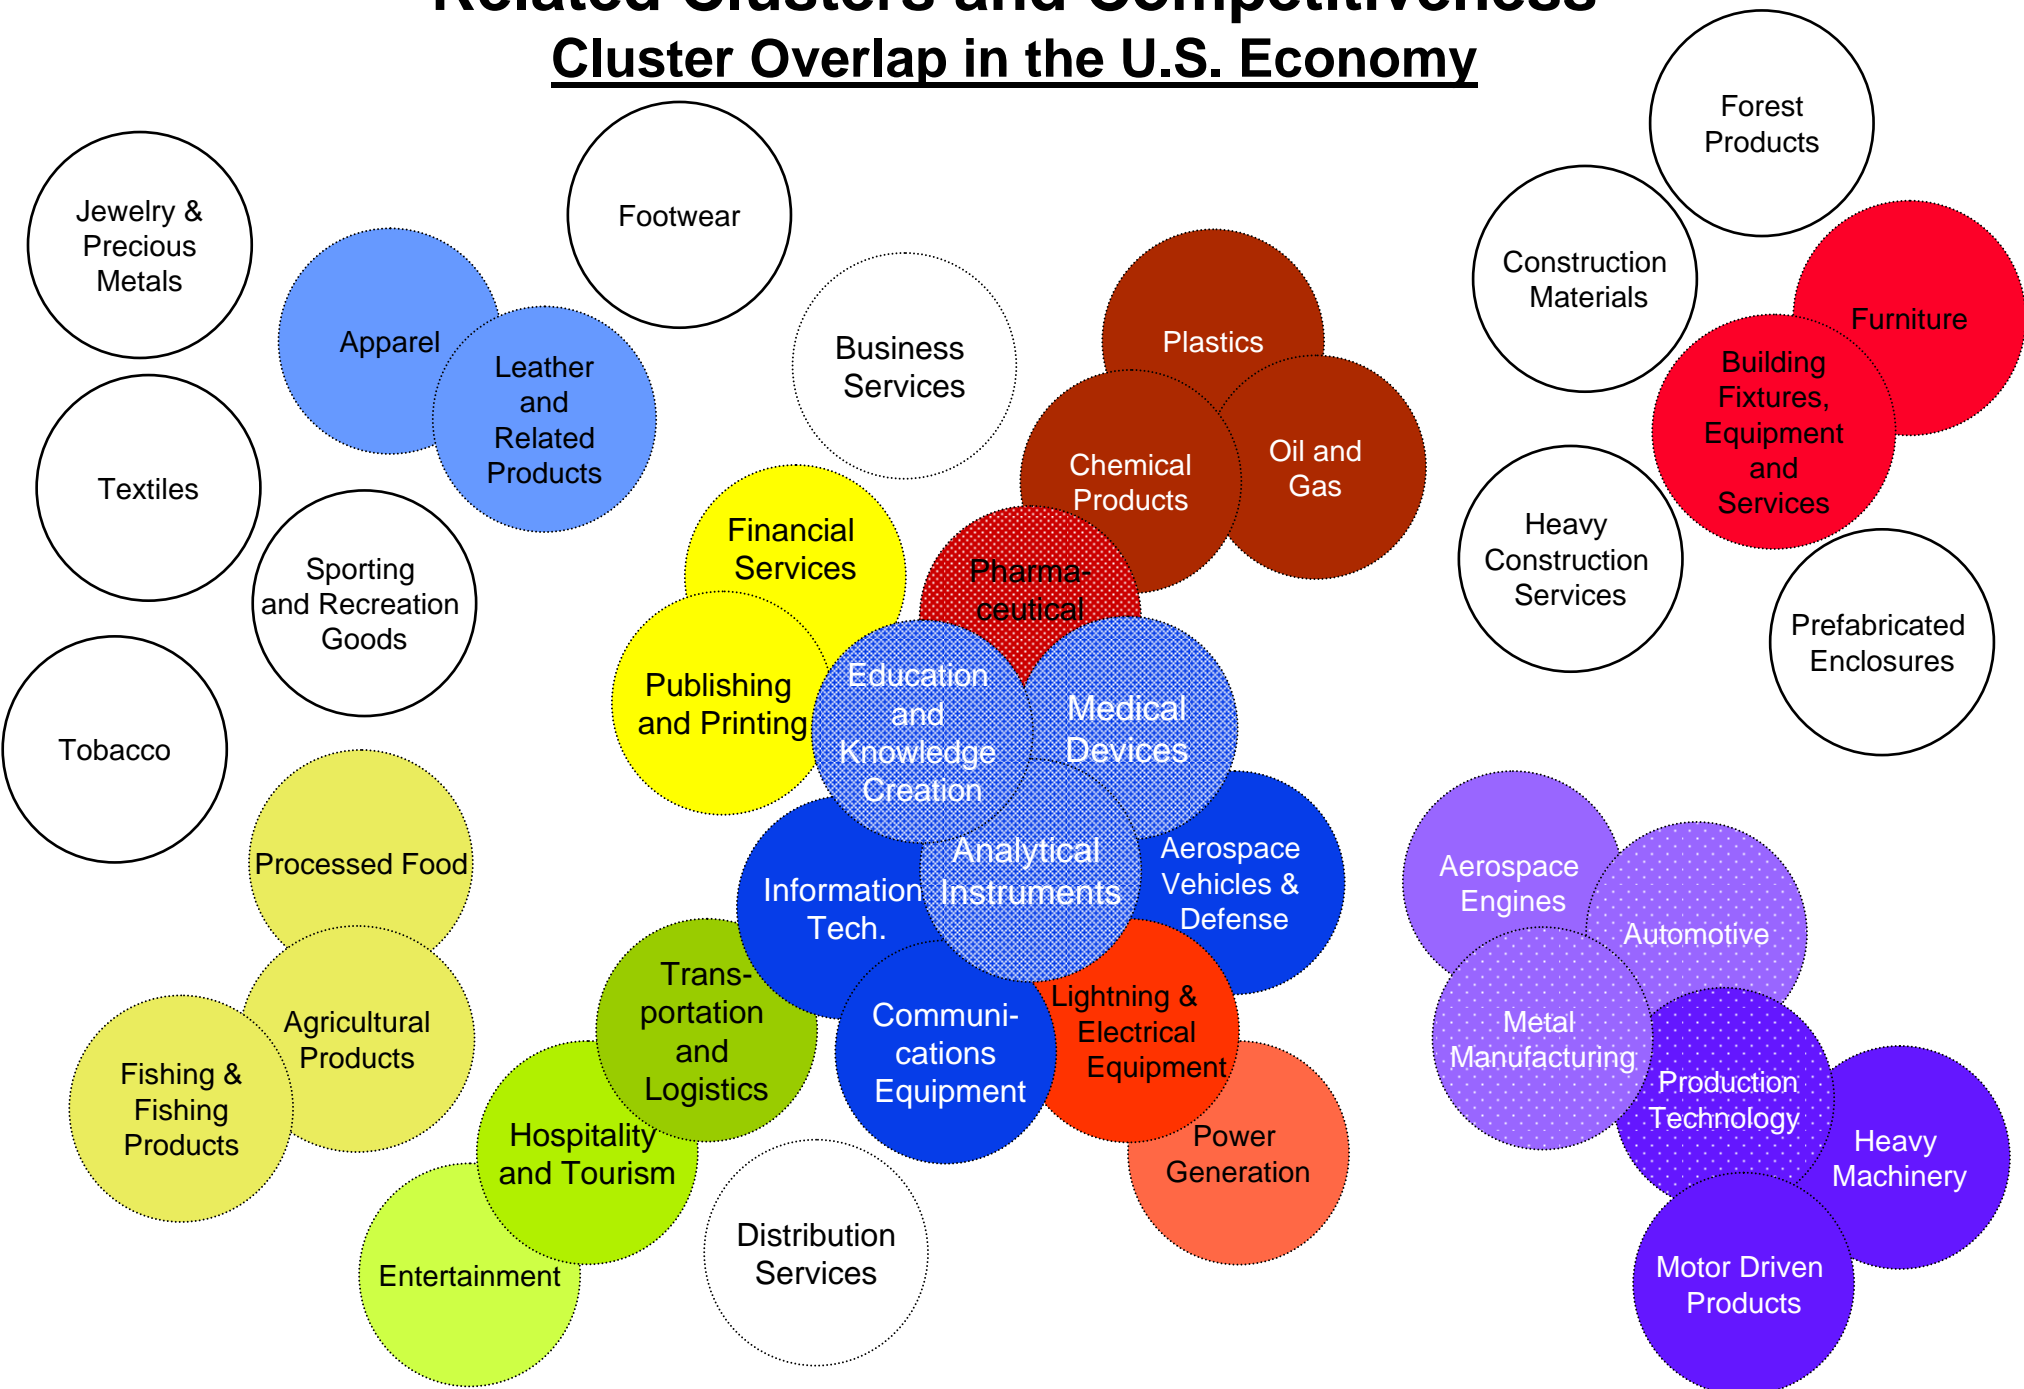 Related Clusters and Competitiveness
Cluster Overlap in the U.S. Economy
Forest
Products
Jewelry &
Precious
Metals
Footwear
Construction
Materials
Furniture
Apparel
Leather
and
Related
Products
Business
Services
Plastics
Building
Fixtures,
Equipment
and
Services
Chemical
Products
Oil and
Gas
Textiles
Financial
Services
Heavy
Construction
Services
Sporting
and Recreation
Goods
Pharma-
ceutical
Prefabricated
Enclosures
Tobacco
Publishing
and Printing
Education
and
Knowledge
Creation
Medical
Devices
Processed Food
Information
Tech.
Analytical
Instruments
Aerospace
Vehicles &
Defense
Aerospace
Engines
Automotive
Agricultural
Products
Trans-
portation
and
Logistics
Communi-
cations
Equipment
Lightning &
Electrical
Equipment
Metal
Manufacturing
Fishing &
Fishing
Products
Production
Technology
Hospitality
and Tourism
Power
Generation
Heavy
Machinery
Entertainment
Distribution
Services
Motor Driven
Products